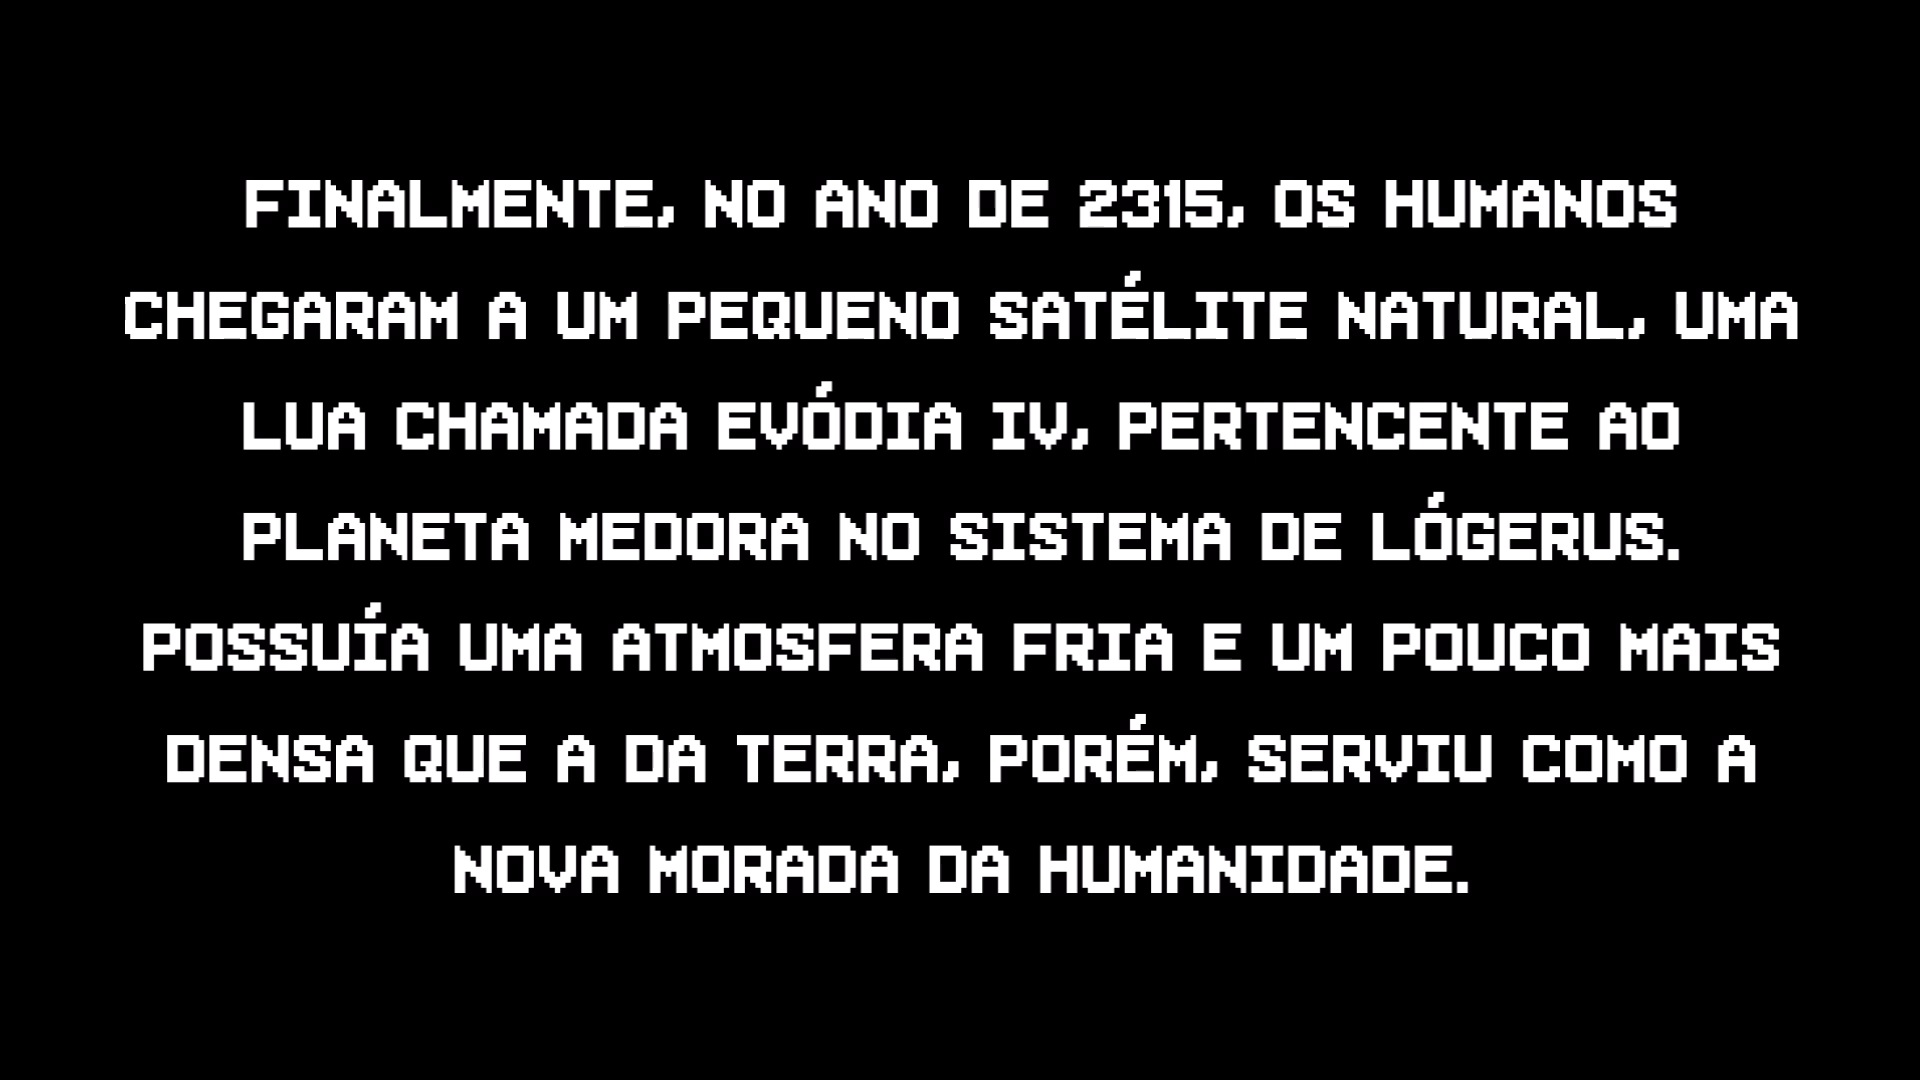 FINALMENTE, NO ANO DE 2315, OS HUMANOS
CHEGARAM A UM PEQUENO SATÉLITE NATURAL, UMA
LUA CHAMADA EVÓDIA IV, PERTENCENTE AO
PLANETA MEDORA NO SISTEMA DE LÓGERUS.
POSSUÍA UMA ATMOSFERA FRIA E UM POUCO MAIS
DENSA QUE A DA TERRA, PORÉM, SERVIU COMO A
NOVA MORADA DA HUMANIDADE.